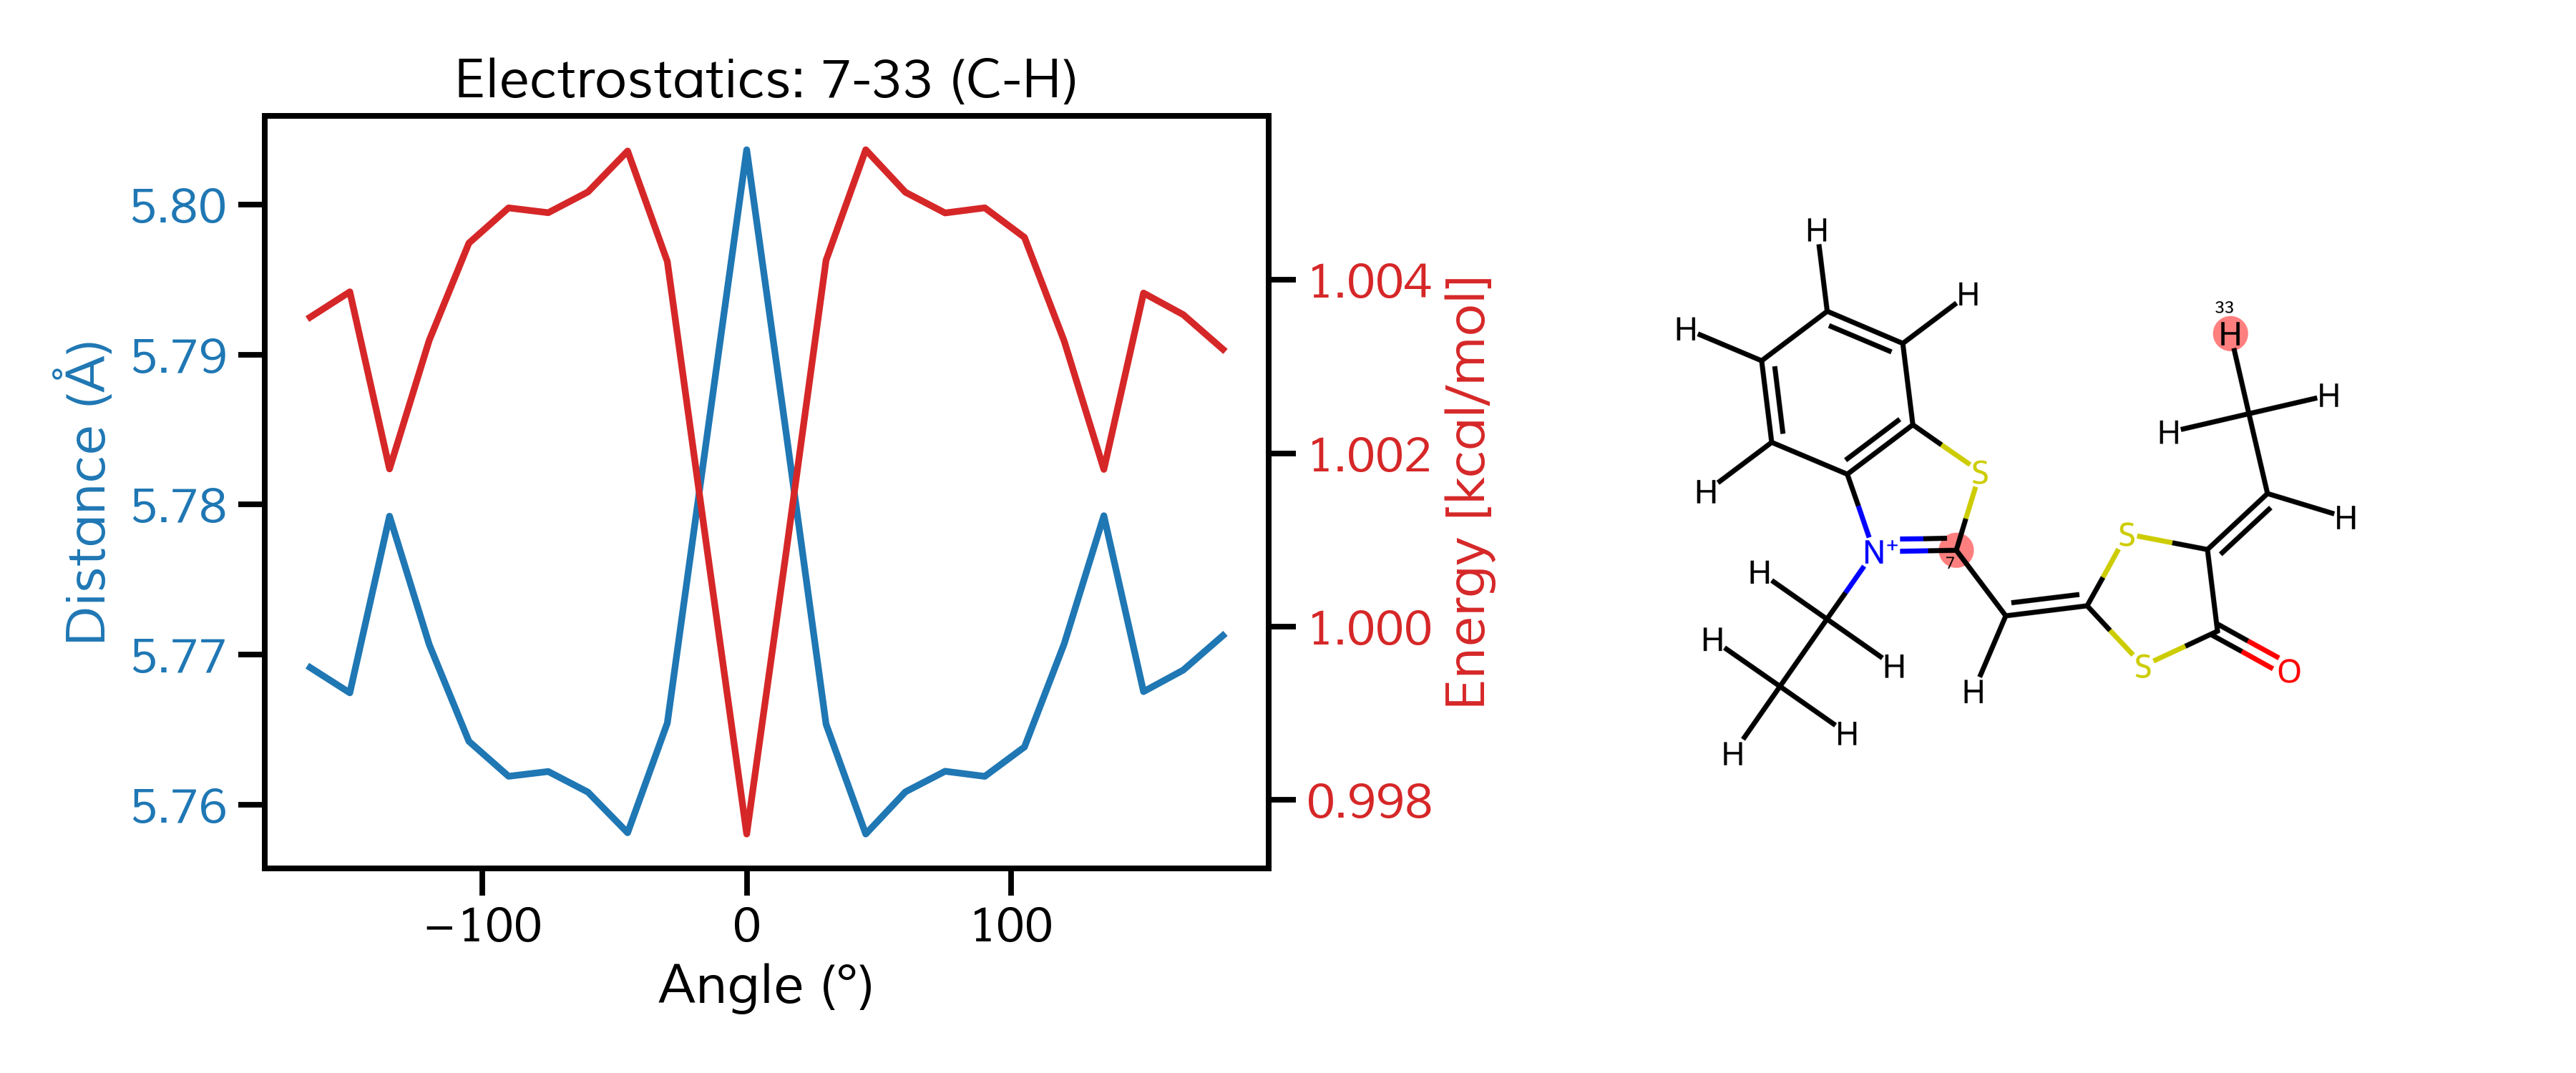 Electrostatics: 7-33 (C-H)
Distance (Å)
5.80
5.79
5.78
5.77
5.76
−100
0
100
Angle (°)
1.004
1.002
1.000
0.998
Energy [kcal/mol]
H
H
H
33
H
H
H
S
H
H
S
N+
7
H
H
H
H
S
O
H
H
H